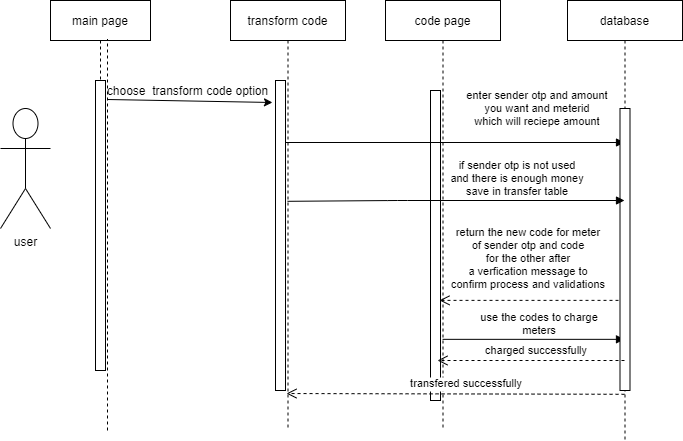 main page
transform code
code page
database
choose  transform code option
enter sender otp and amount
you want and meterid
which will reciepe amount
if sender otp is not used
and there is enough money
save in transfer table
user
return the new code for meter
of sender otp and code
for the other after
a verfication message to
confirm process and validations
use the codes to charge
meters
charged successfully
transfered successfully